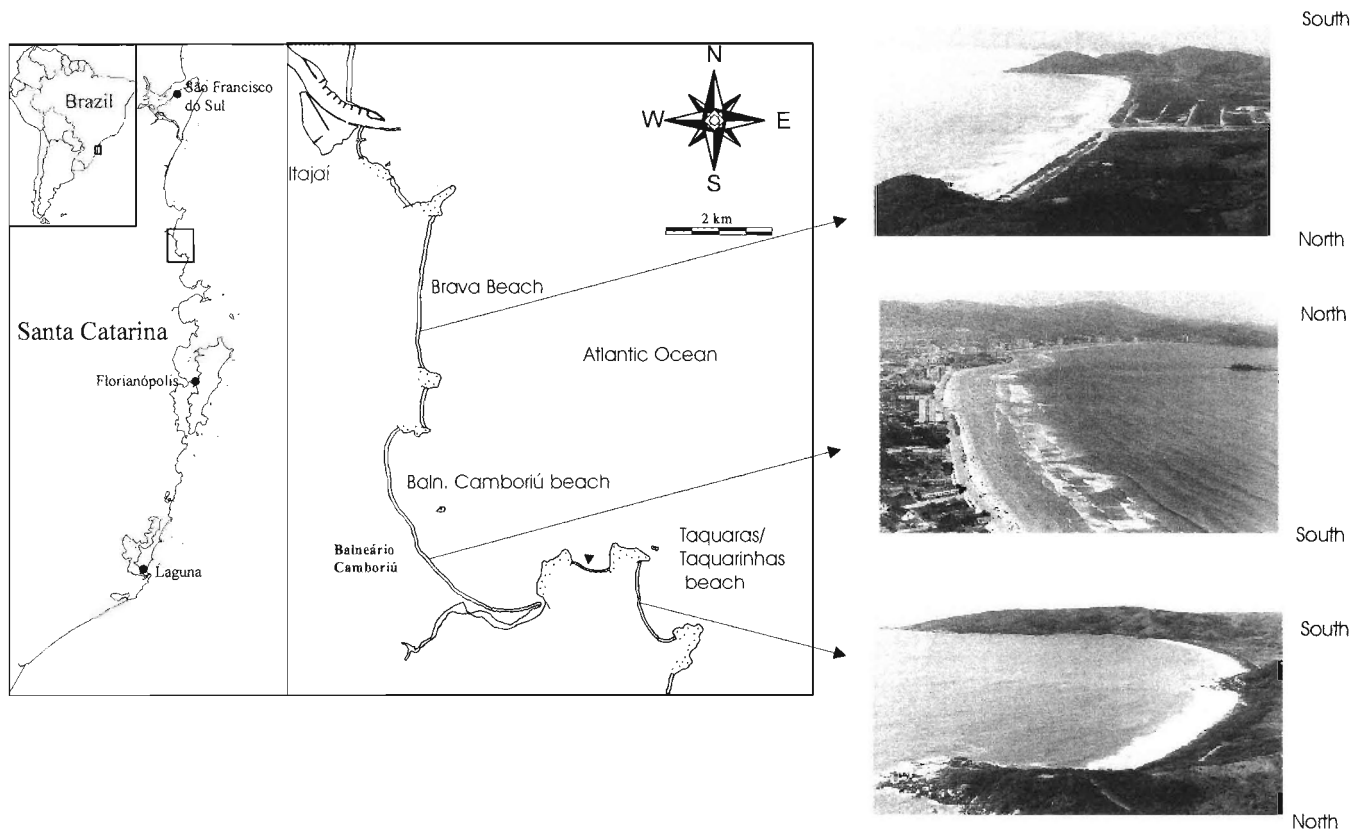 Brazil
São Francisco
do Sul
Santa Catarina
Florianópolis
Laguna
Itajaí
N
W
E
S
2 km
Brava Beach
Atlantic Ocean
Baln. Camboriú beach
Balneário
Camboriú
Taquaras/
Taquarinhas
beach
South
North
North
South
South
North